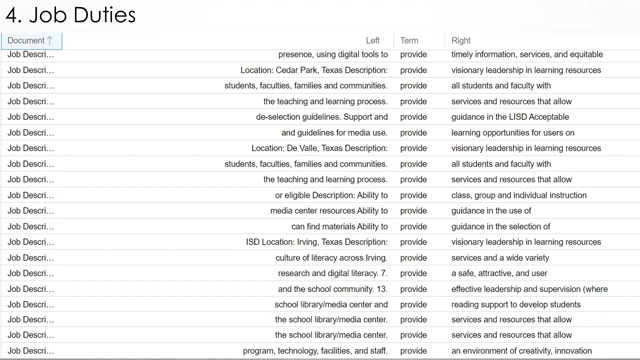 4. Job Duties
Document ↑ Left Term Right
Job Descri... presence, using digital tools to provide timely information, services, and equitable
Job Descri... Location: Cedar Park, Texas Description: provide visionary leadership in learning resources
Job Descri... students, faculties, families and communities. provide all students and faculty with
Job Descri... the teaching and learning process. provide services and resources that allow
Job Descri... de-selection guidelines. Support and provide guidance in the LISD Acceptable
Job Descri... and guidelines for media use. provide learning opportunities for users on
Job Descri... Location: De Valle, Texas Description: provide visionary leadership in learning resources
Job Descri... students, faculties, families and communities. provide all students and faculty with
Job Descri... the teaching and learning process. provide services and resources that allow
Job Descri... or eligible Description: Ability to provide class, group and individual instruction
Job Descri... media center resources Ability to provide guidance in the use of
Job Descri... can find materials Ability to provide guidance in the selection of
Job Descri... ISD Location: Irving, Texas Description: provide visionary leadership in learning resources
Job Descri... culture of literacy across Irving. provide services and a wide variety
Job Descri... research and digital literacy. 7. provide a safe, attractive, and user
Job Descri... and the school community. 13. provide effective leadership and supervision (where
Job Descri... school library/media center and provide reading support to develop students
Job Descri... the school library/media center. provide services and resources that allow
Job Descri... the school library/media center. provide services and resources that allow
Job Descri... program, technology, facilities, and staff. provide an environment of creativity, innovation